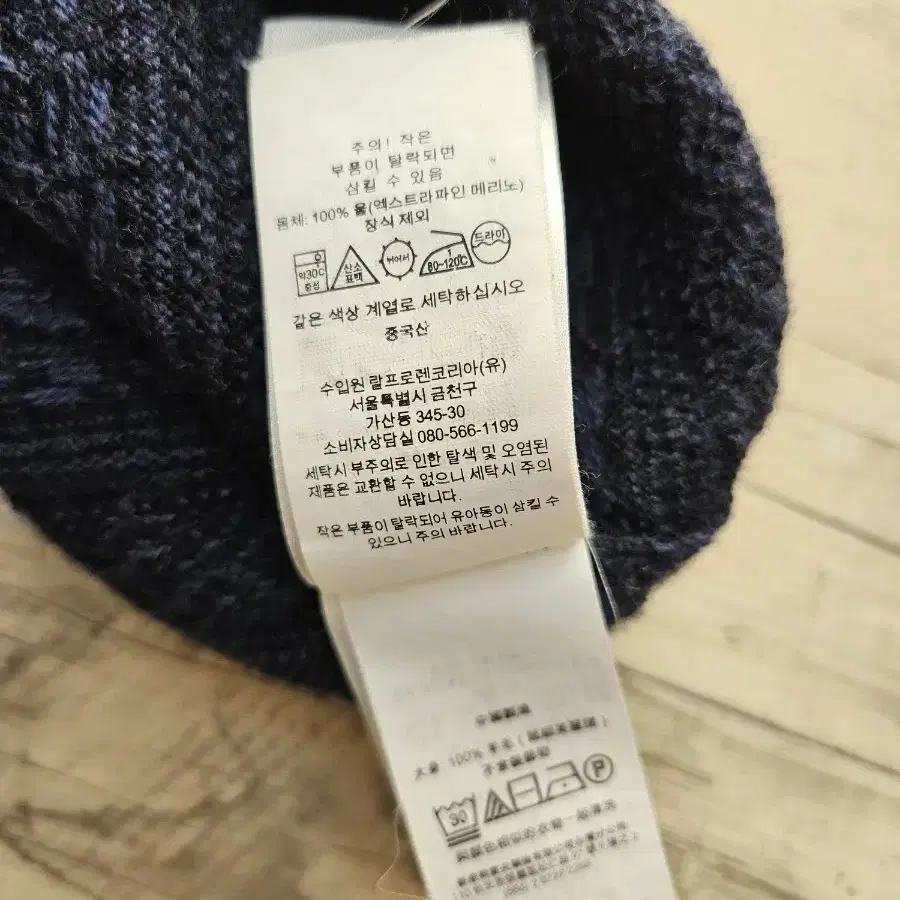 주의! 작은
부품이 탈락되면
삼킬 수 있음
몸체: 100% 울(엑스트라파인 메리노)
장식 제외
약30℃
중성
산소
표백
뉘어서
80~120℃
드라이
같은 색상 계열로 세탁하십시오
중국산
수입원 랄프로렌코리아(유)
서울특별시 금천구
가산동 345-30
소비자상담실 080-566-1199
세탁시 부주의로 인한 탈색 및 오염된
제품은 교환할 수 없으니 세탁시 주의
바랍니다.
작은 부품이 탈락되어 유아동이 삼킬 수
있으니 주의 바랍니다.
100% 羊毛
30
P